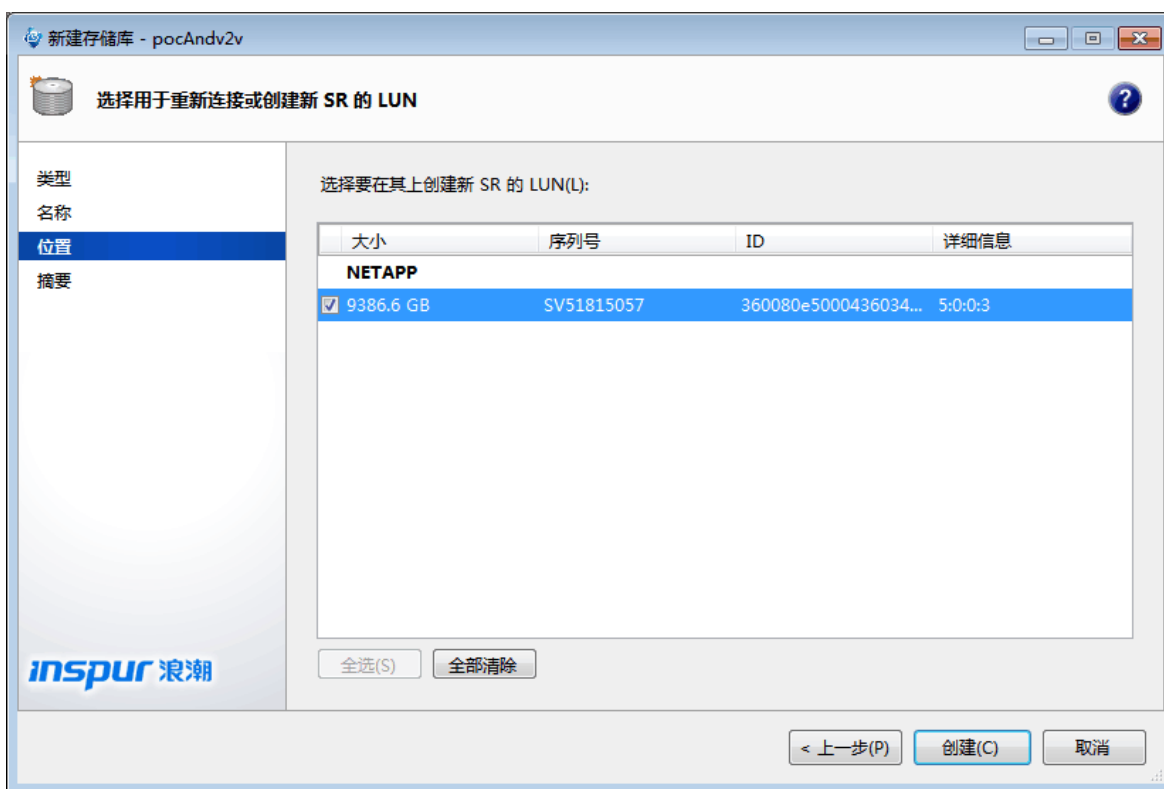 新建存储库 - pocAndv2v
选择用于重新连接或创建新 SR 的 LUN
?
类型
名称
位置
摘要
选择要在其上创建新 SR 的 LUN(L):
大小 序列号 ID 详细信息
NETAPP
9386.6 GB SV51815057 360080e5000436034... 5:0:0:3
全选(S) 全部清除
inspur 浪潮
< 上一步(P) 创建(C) 取消